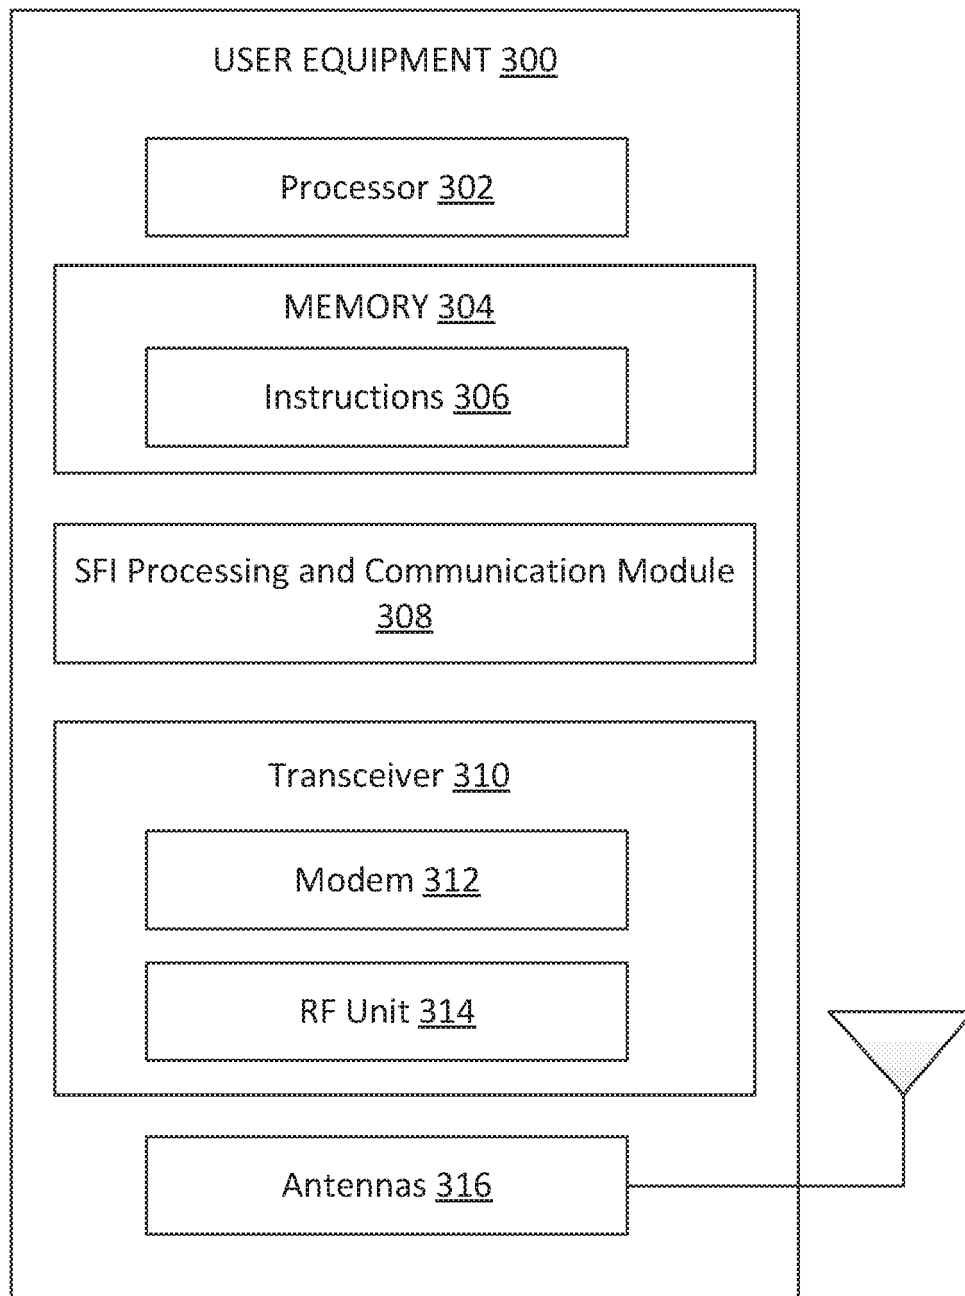 USER EQUIPMENT 300
Processor 302
MEMORY 304
Instructions 306
SFI Processing and Communication Module
308
Transceiver 310
Modem 312
RF Unit 314
Antennas 316